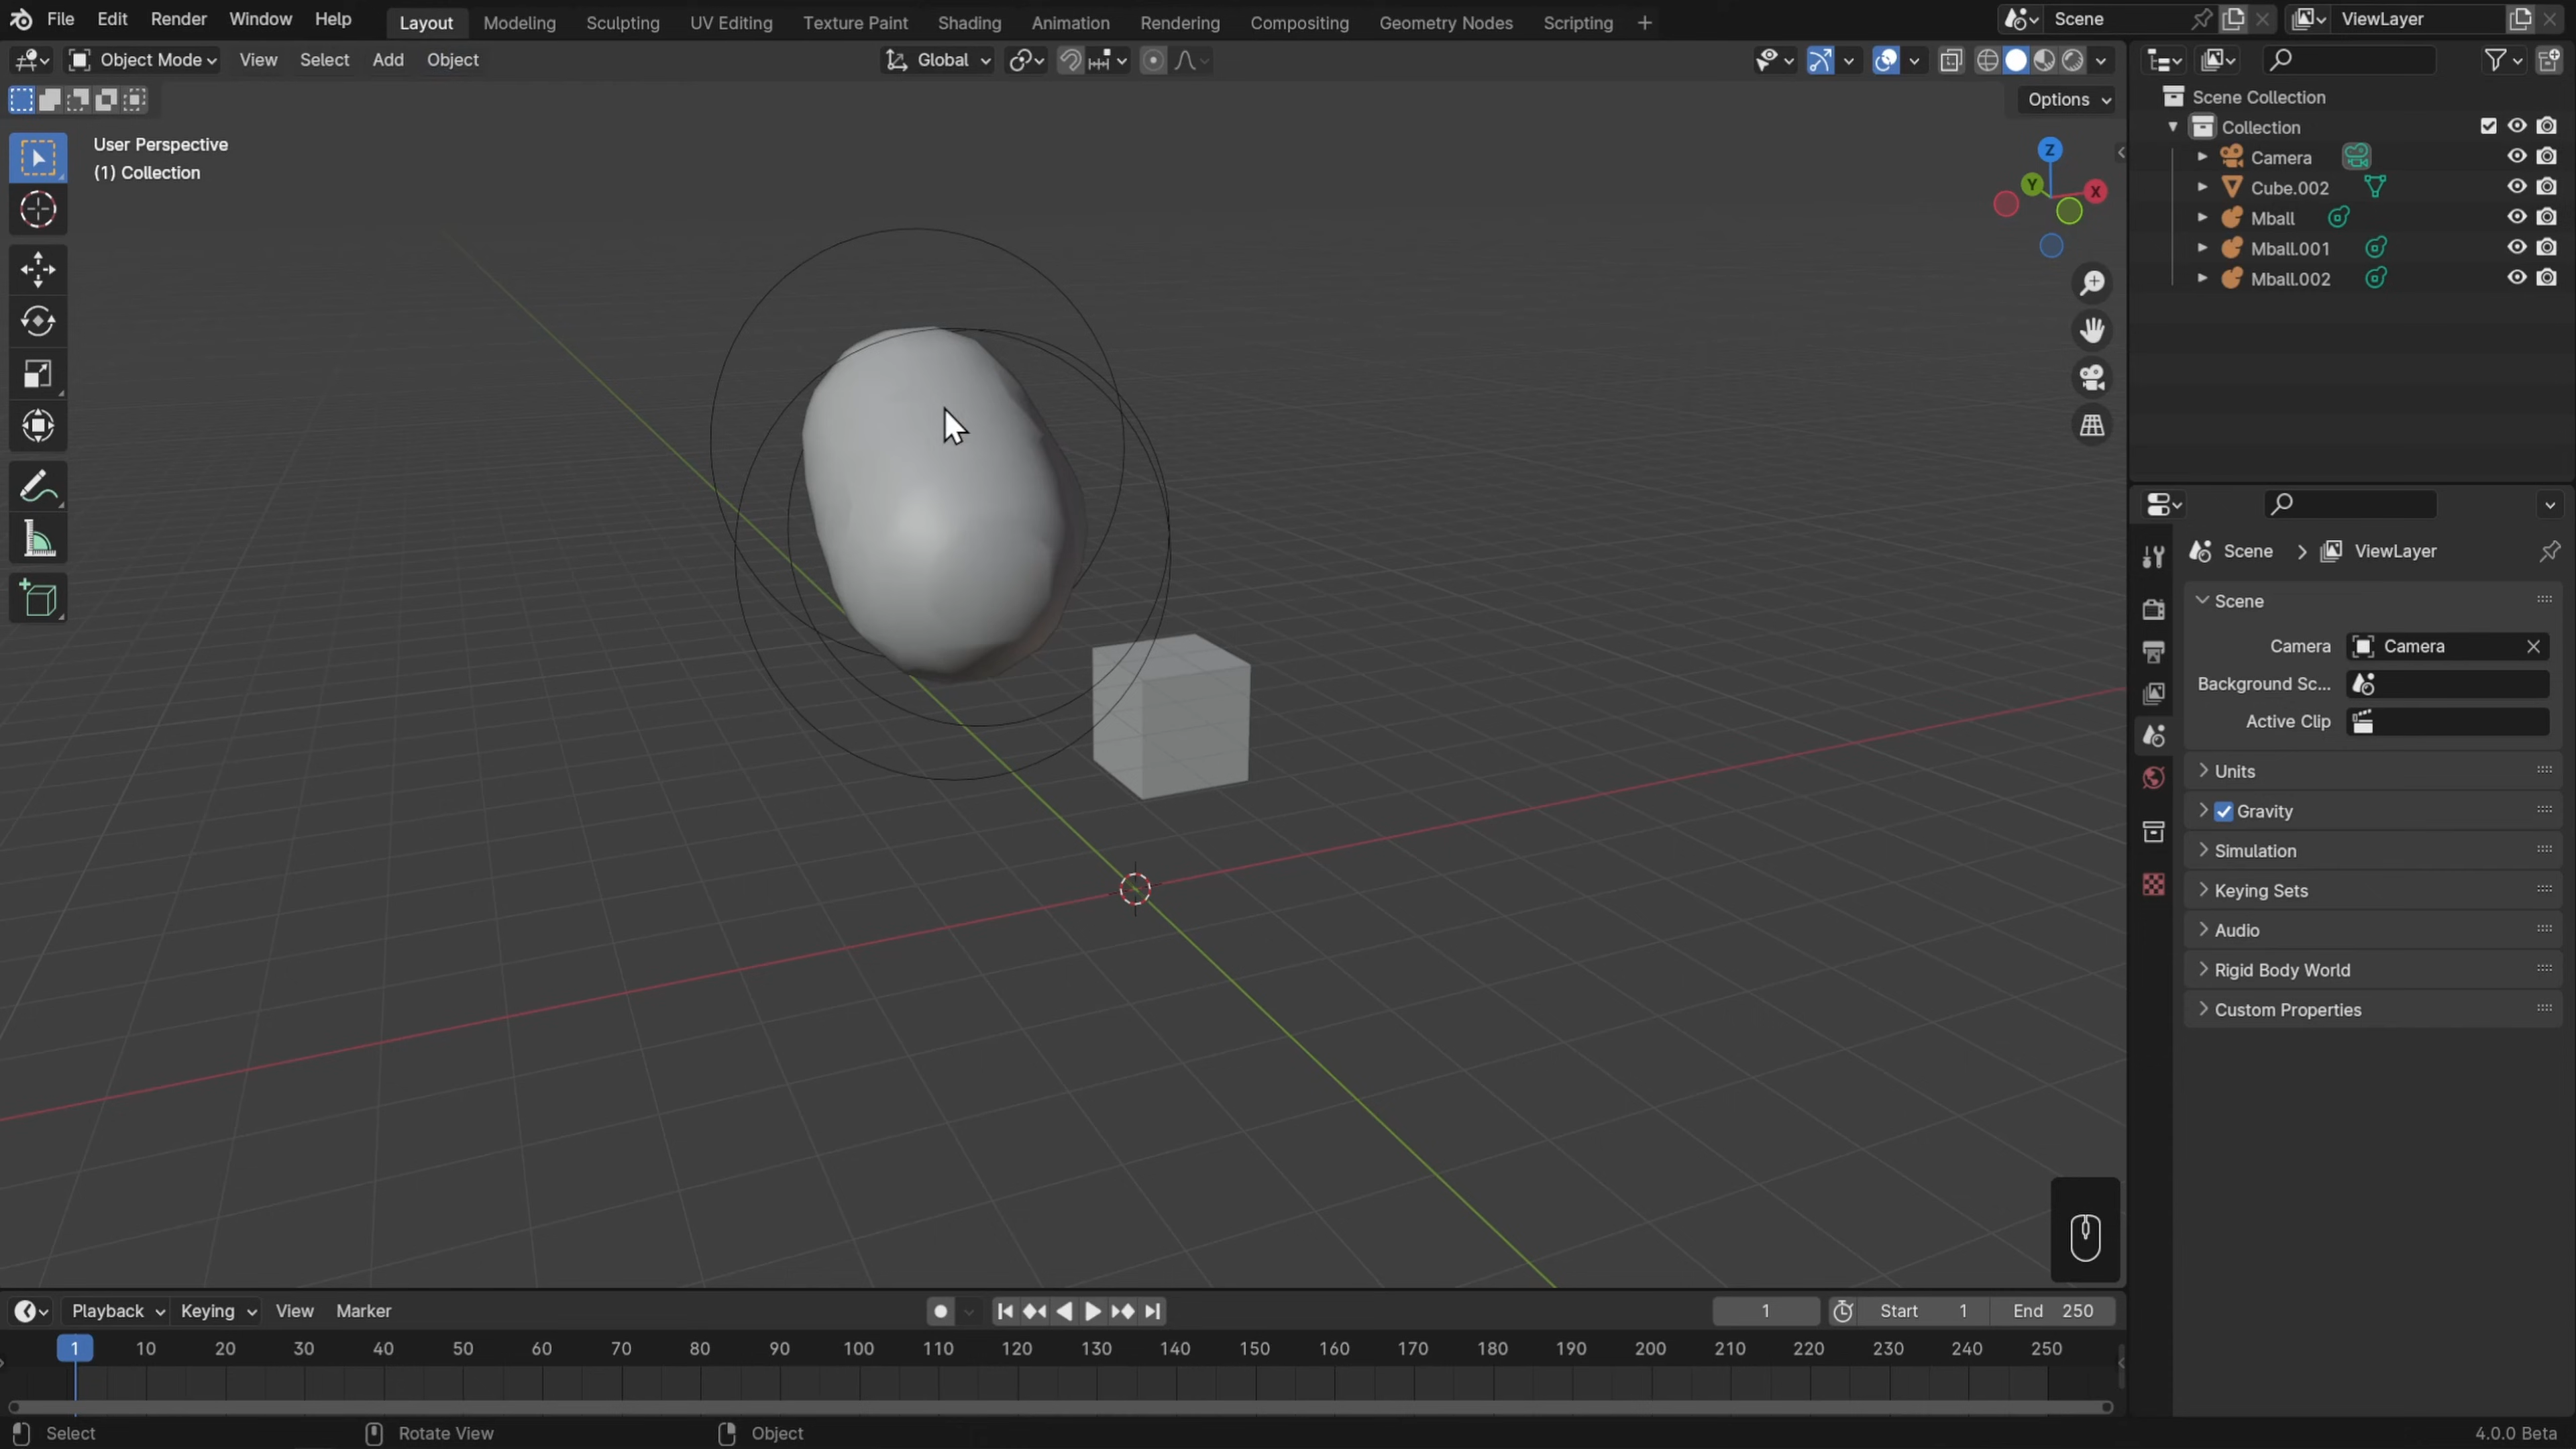 File Edit Render Window Help Layout Modeling Sculpting UV Editing Texture Paint Shading Animation Rendering Compositing Geometry Nodes Scripting + Scene ViewLayer
Object Mode View Select Add Object Global
Options
User Perspective
(1) Collection
Z
Y
X
Scene Collection
Collection
Camera
Cube.002
Mball
Mball.001
Mball.002
Scene > ViewLayer
Scene
Camera Camera
Background Sc...
Active Clip
Units
Gravity
Simulation
Keying Sets
Audio
Rigid Body World
Custom Properties
Playback Keying View Marker 1 Start 1 End 250
1 10 20 30 40 50 60 70 80 90 100 110 120 130 140 150 160 170 180 190 200 210 220 230 240 250
Select Rotate View Object 4.0.0 Beta